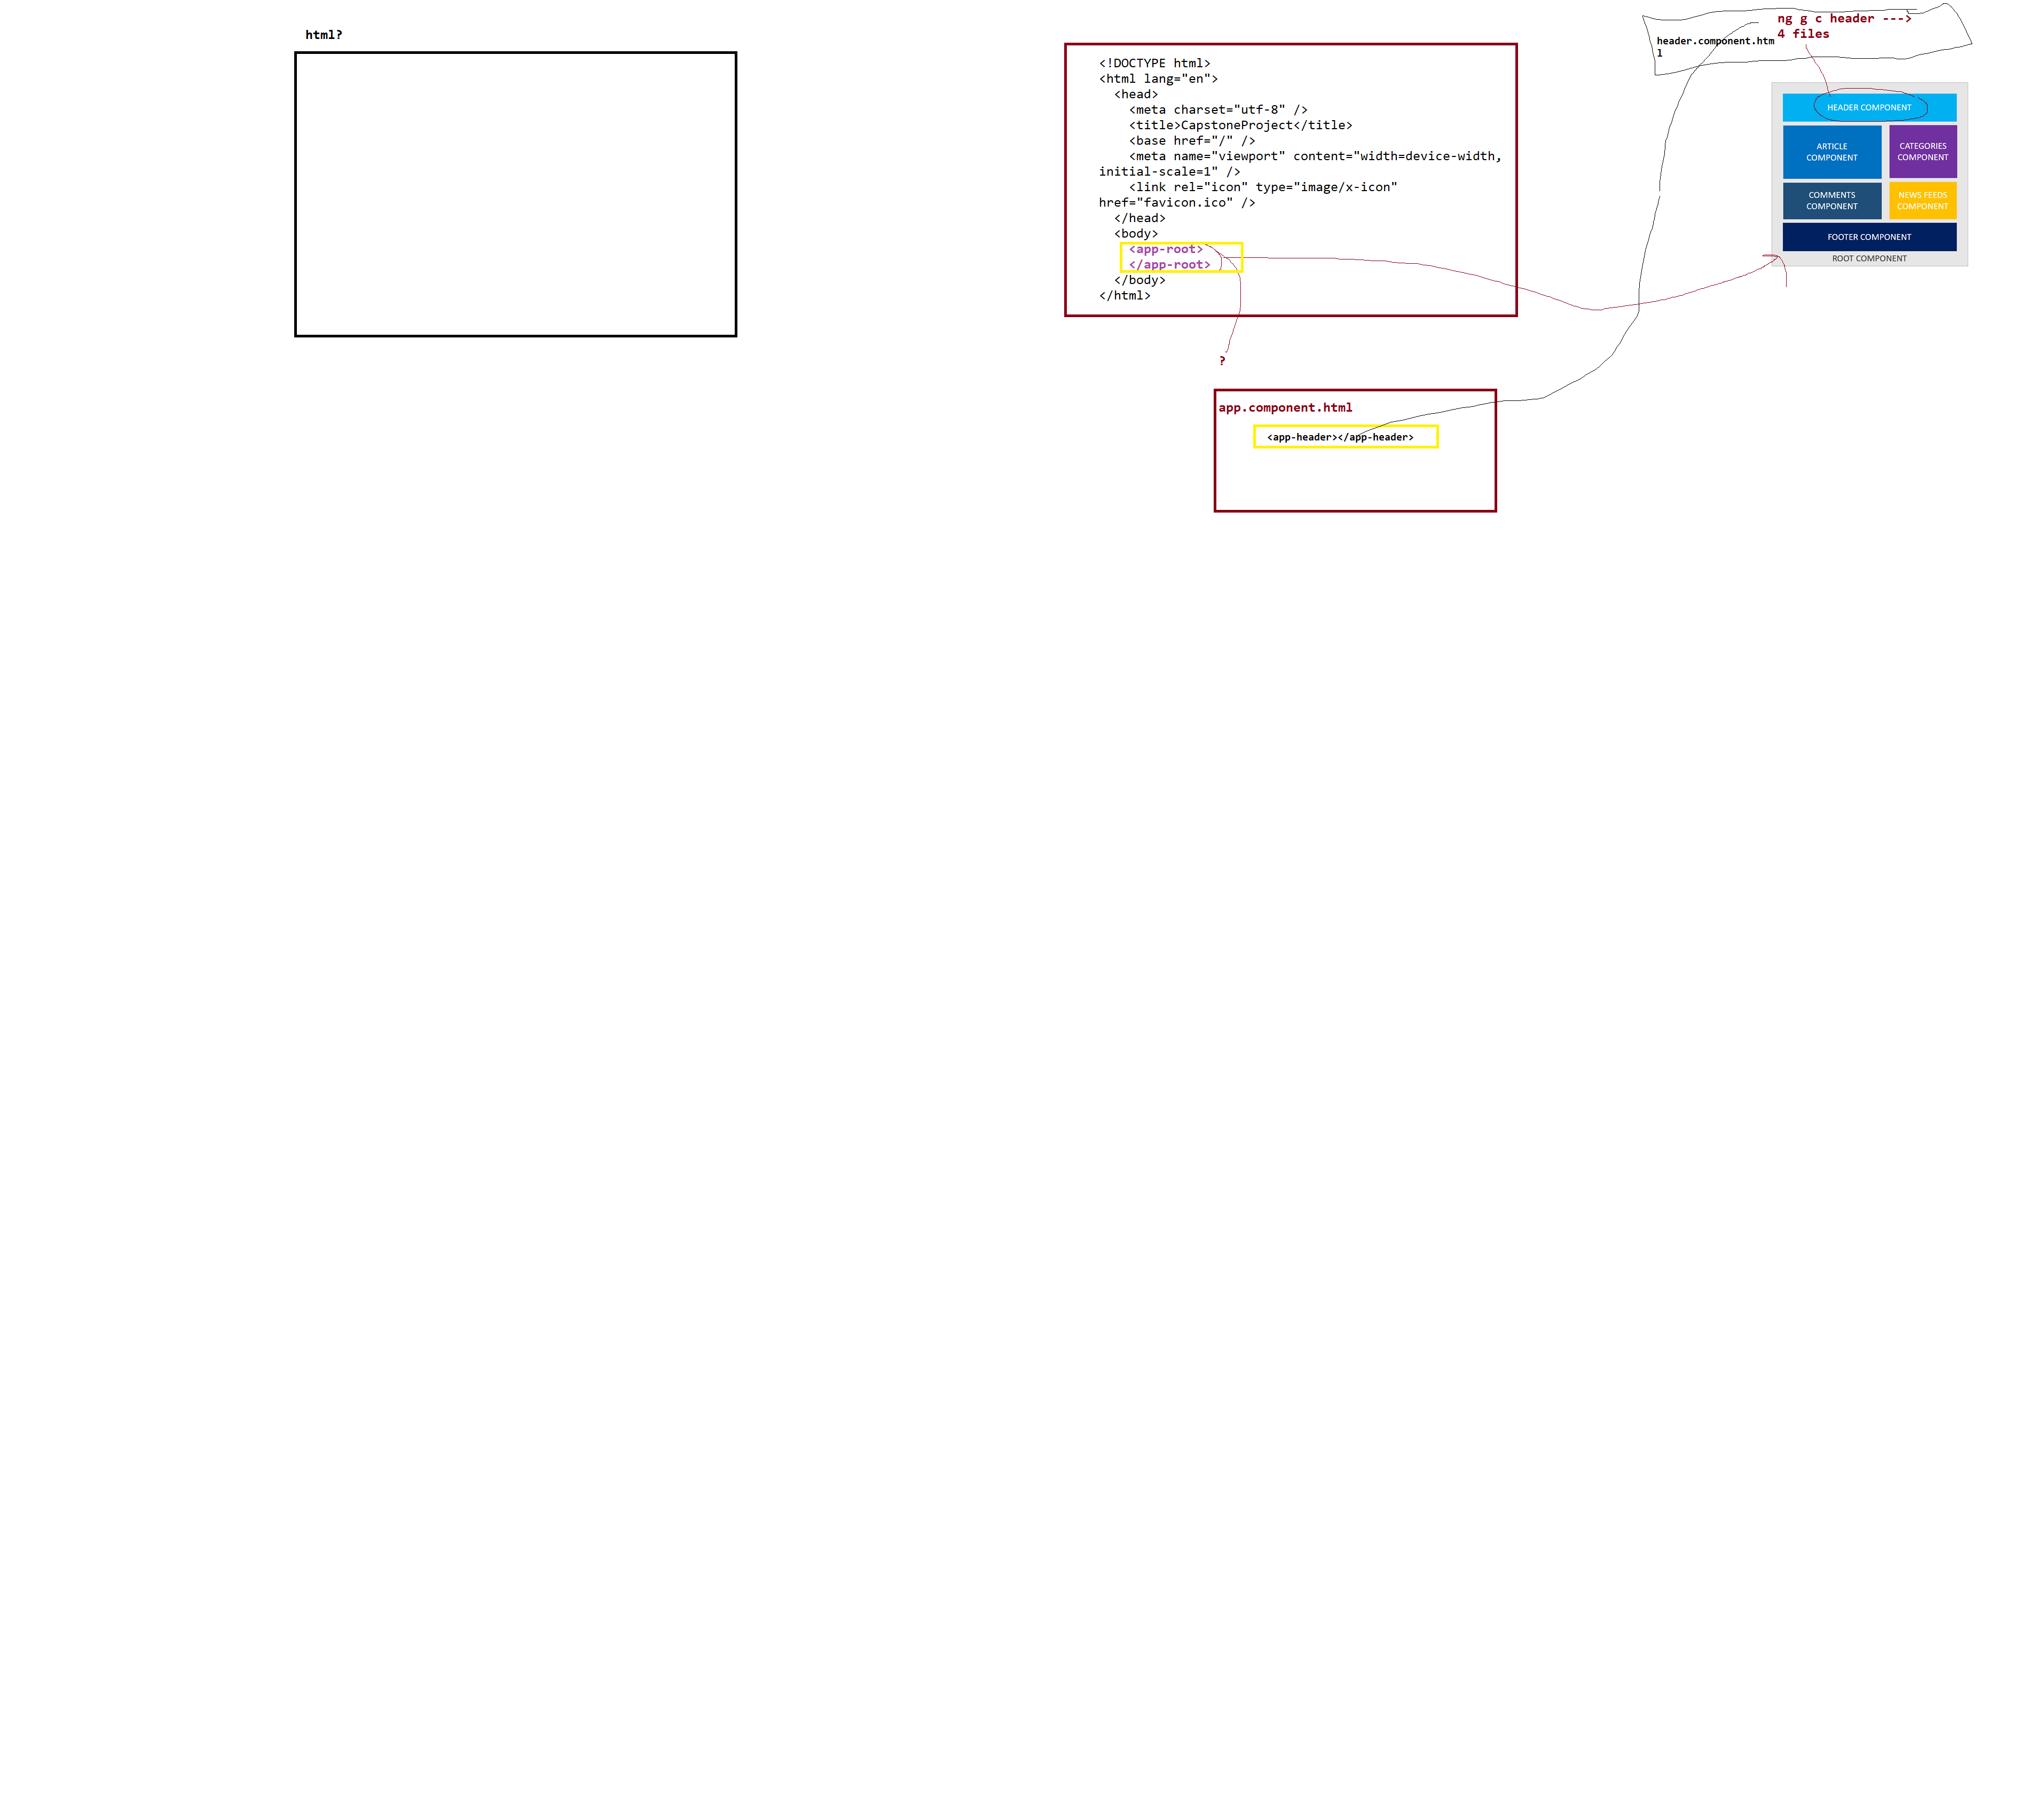 html?
<!DOCTYPE html>
<html lang="en">
  <head>
    <meta charset="utf-8" />
    <title>CapstoneProject</title>
    <base href="/" />
    <meta name="viewport" content="width=device-width,
initial-scale=1" />
    <link rel="icon" type="image/x-icon"
href="favicon.ico" />
  </head>
  <body>
    <app-root>
    </app-root>
  </body>
</html>
?
app.component.html
<app-header></app-header>
ng g c header --->
4 files
header.component.htm
l
HEADER COMPONENT
ARTICLE
COMPONENT
CATEGORIES
COMPONENT
COMMENTS
COMPONENT
NEWS FEEDS
COMPONENT
FOOTER COMPONENT
ROOT COMPONENT